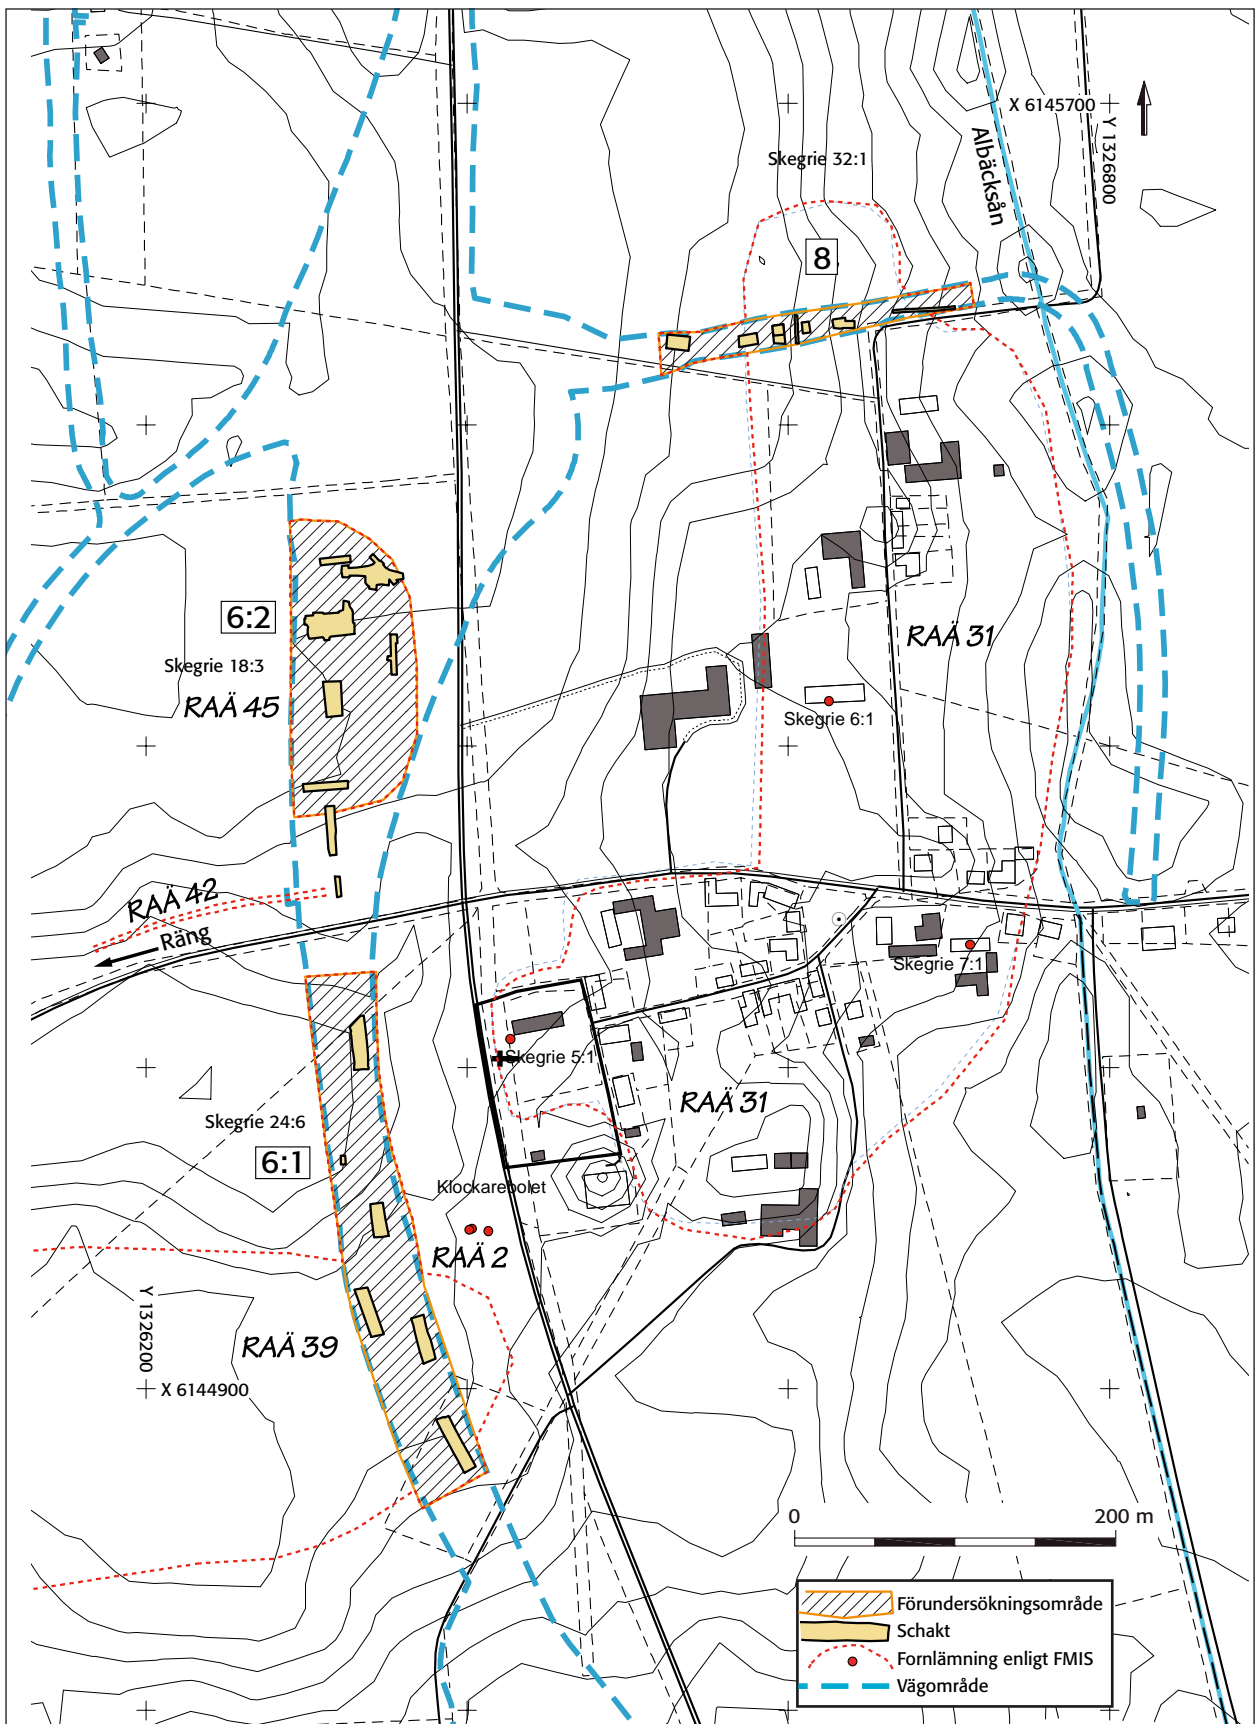 X 6145700
Y 1326800
Albäcksån
Skegrie 32:1
8
6:2
Skegrie 18:3
RAÄ 45
RAÄ 31
Skegrie 6:1
RAÄ 42
Räng
Skegrie 7:1
Skegrie 5:1
RAÄ 31
Skegrie 24:6
6:1
Klockarebolet
RAÄ 2
Y 1326200
RAÄ 39
X 6144900
0 200 m
Förundersökningsområde
Schakt
Fornlämning enligt FMIS
Vägområde